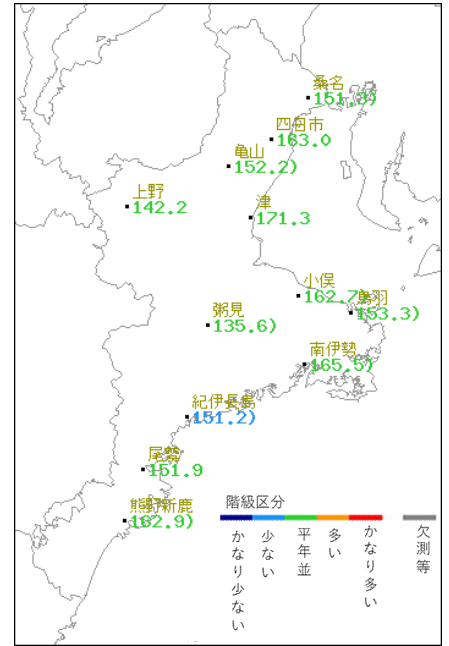 桑名
151.3)
四日市
163.0
亀山
152.2)
上野
142.2
津
171.3
小俣
162.7)
鳥羽
153.3)
粥見
135.6)
南伊勢
165.5)
紀伊長島
151.2)
尾鷲
151.9
熊野新鹿
162.9)
階級区分
かなり少ない
少ない
平年並
多い
かなり多い
欠測等